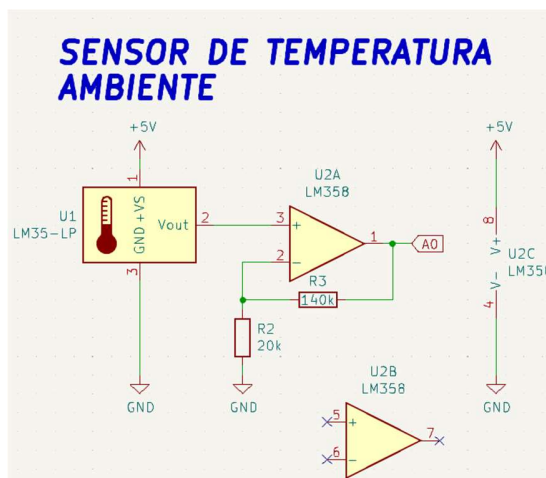 SENSOR DE TEMPERATURA
AMBIENTE
+5V
+5V
1
U2A
LM358
U1
LM35-LP
+VS
GND
Vout
2
3
+
1
A0
8
V+
U2C
2
−
3
R3
140k
V-
4
R2
20k
GND
GND
GND
U2B
LM358
5
+
7
6
−